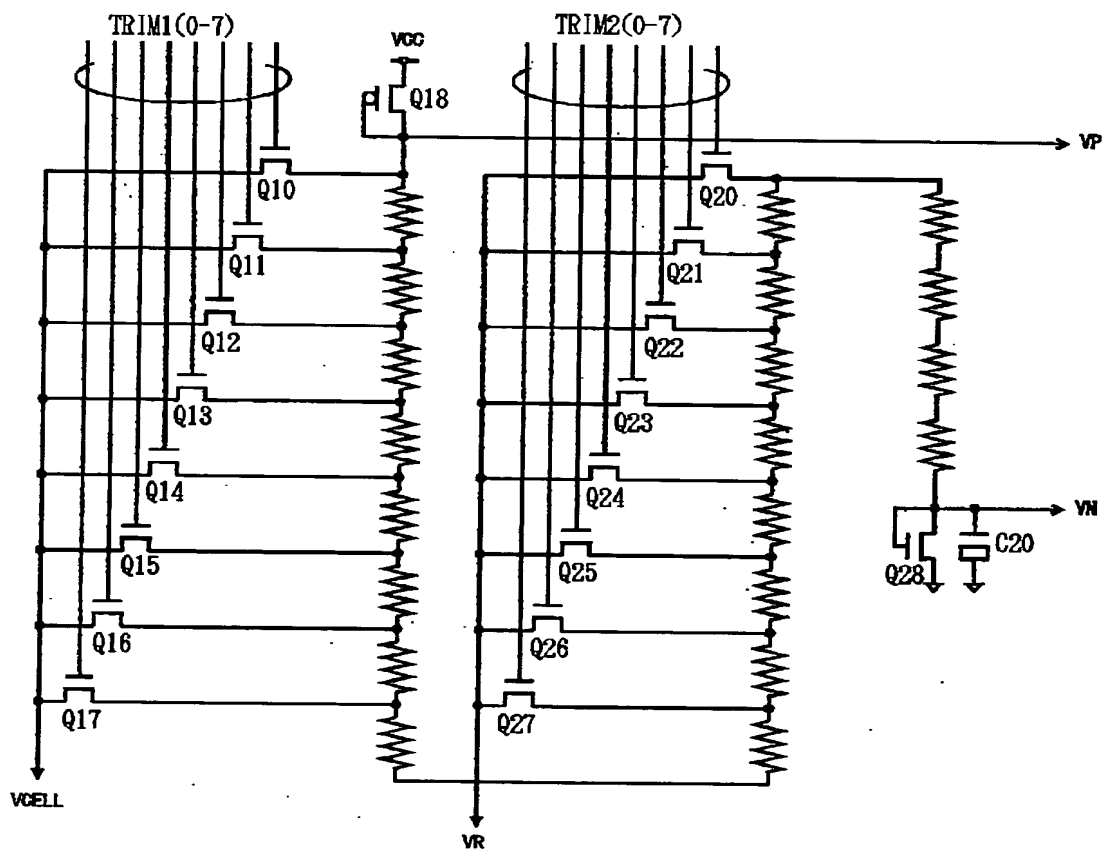 TRIM1(0-7)
TRIM2(0-7)
VCC
Q18
VP
Q10
Q20
Q11
Q21
Q12
Q22
Q13
Q23
Q14
Q24
VN
Q15
Q25
Q28
C20
Q16
Q26
Q17
Q27
VCELL
VR